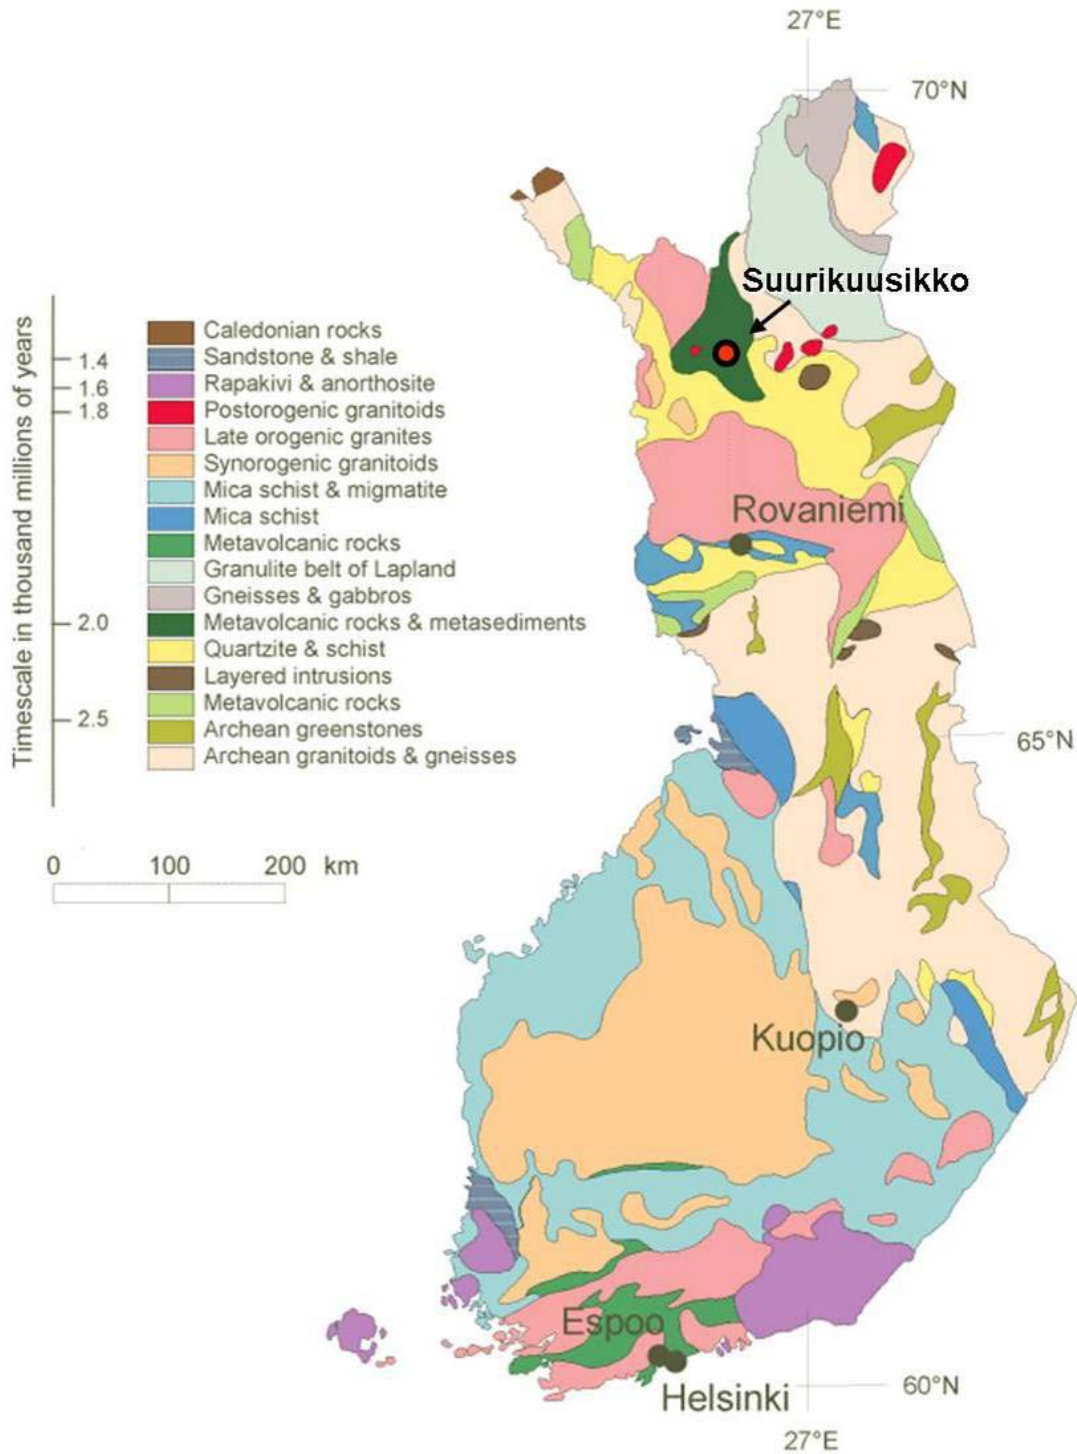 27°E
70°N
Suurikuusikko
Timescale in thousand millions of years
1.4
1.6
1.8
2.0
2.5
Caledonian rocks
Sandstone & shale
Rapakivi & anorthosite
Postorogenic granitoids
Late orogenic granites
Synorogenic granitoids
Mica schist & migmatite
Mica schist
Metavolcanic rocks
Granulite belt of Lapland
Gneisses & gabbros
Metavolcanic rocks & metasediments
Quartzite & schist
Layered intrusions
Metavolcanic rocks
Archean greenstones
Archean granitoids & gneisses
Rovaniemi
65°N
0 100 200 km
Kuopio
Espoo
Helsinki
60°N
27°E